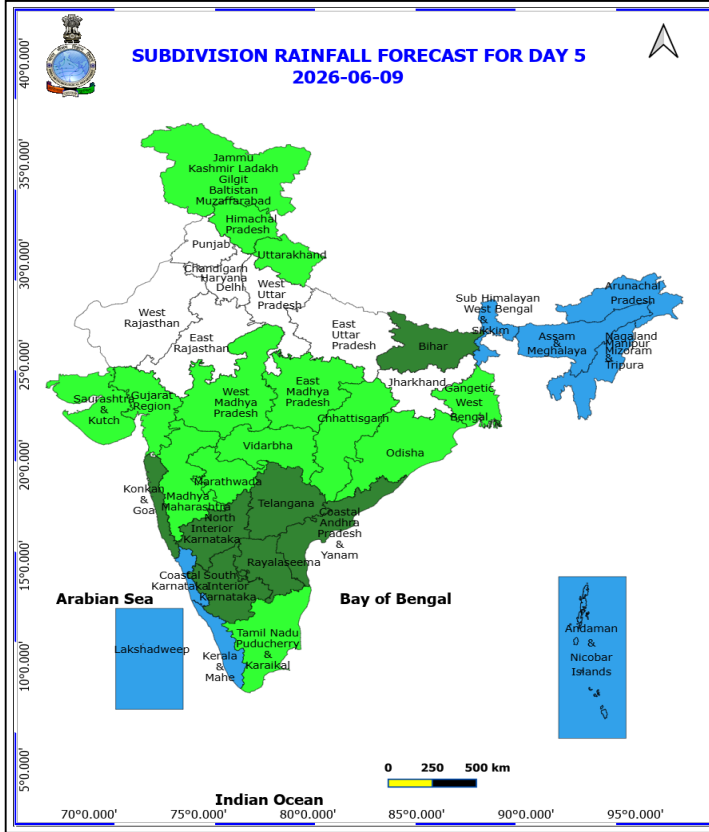 SUBDIVISION RAINFALL FORECAST FOR DAY 5
2026-06-09
40°0.000'
35°0.000'
30°0.000'
25°0.000'
20°0.000'
15°0.000'
10°0.000'
5°0.000'
Jammu
Kashmir Ladakh
Gilgit
Baltistan
Muzaffarabad
Himachal
Pradesh
Punjab
Uttarakhand
Chandigarh
Haryana
Delhi
West
Uttar
Pradesh
West
Rajasthan
East
Rajasthan
East
Uttar
Pradesh
Bihar
Sub Himalayan
West Bengal
&
Sikkim
Arunachal
Pradesh
Assam
&
Meghalaya
Nagaland
Manipur
Mizoram
&
Tripura
Jharkhand
Gangetic
West
Bengal
Saurashtra
&
Kutch
Gujarat
Region
West
Madhya
Pradesh
East
Madhya
Pradesh
Chhattisgarh
Odisha
Vidarbha
Marathwada
Madhya
Maharashtra
Konkan
&
Goa
Telangana
North
Interior
Karnataka
Coastal
Andhra
Pradesh
&
Yanam
Rayalaseema
Coastal
Karnataka
South
Interior
Karnataka
Arabian Sea
Bay of Bengal
Lakshadweep
Kerala
&
Mahe
Tamil Nadu
Puducherry
&
Karaikal
Andaman
&
Nicobar
Islands
0 250 500 km
Indian Ocean
70°0.000' 75°0.000' 80°0.000' 85°0.000' 90°0.000' 95°0.000'